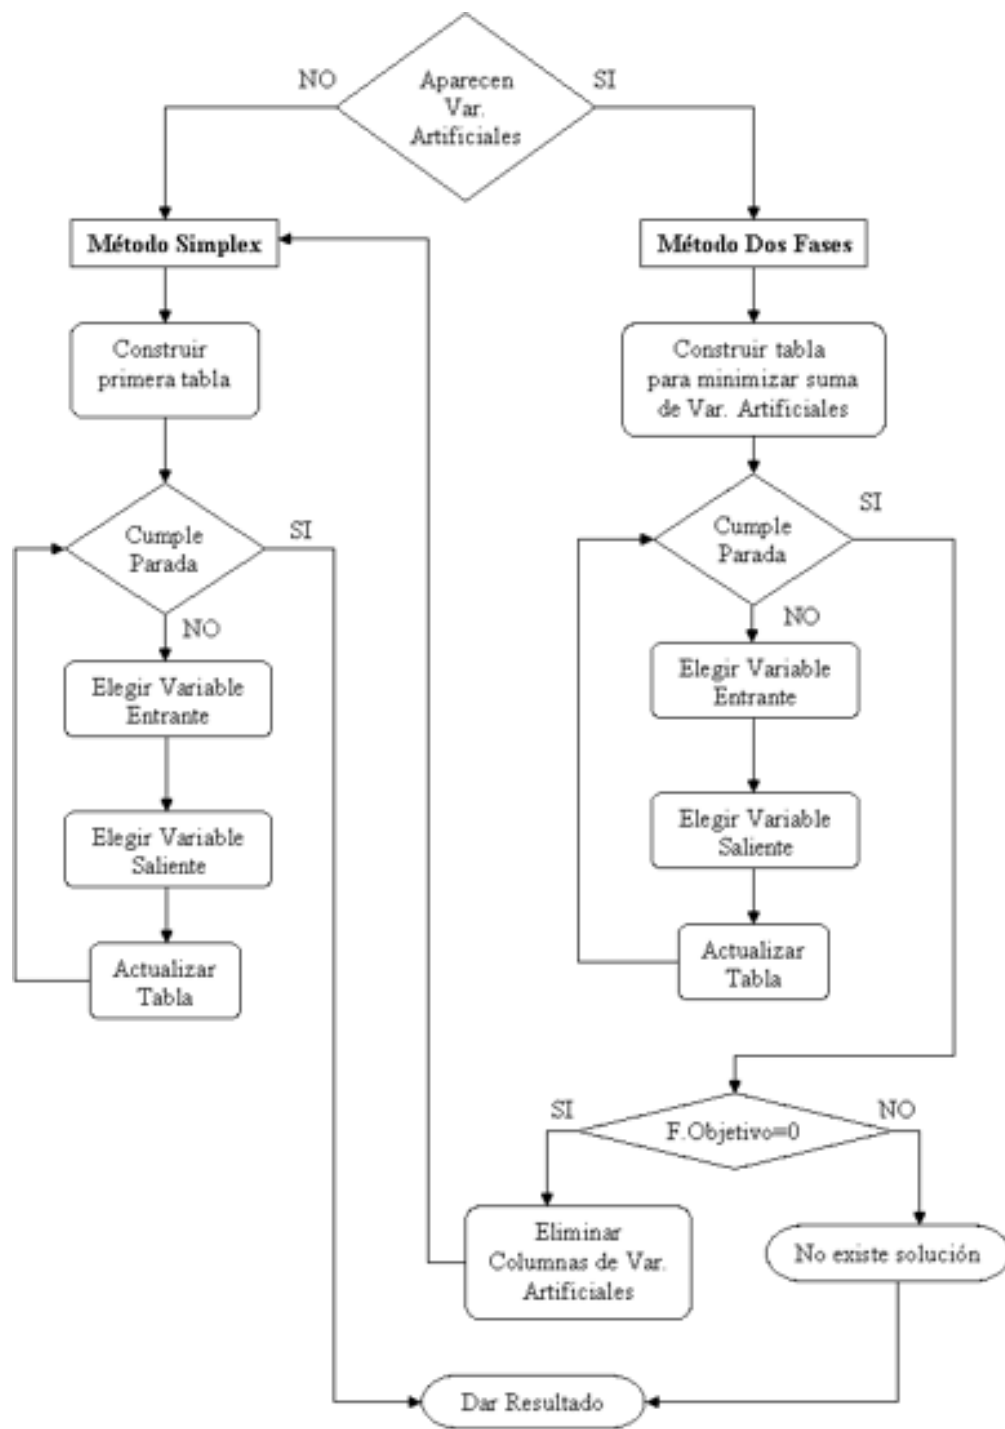 Aparecen
Var.
Artificiales
NO
SI
Método Simplex
Método Dos Fases
Construir
primera tabla
Construir tabla
para minimizar suma
de Var. Artificiales
Cumple
Parada
SI
NO
Cumple
Parada
SI
NO
Elegir Variable
Entrante
Elegir Variable
Entrante
Elegir Variable
Saliente
Elegir Variable
Saliente
Actualizar
Tabla
Actualizar
Tabla
SI
F.Objetivo=0
NO
Eliminar
Columnas de Var.
Artificiales
No existe solución
Dar Resultado